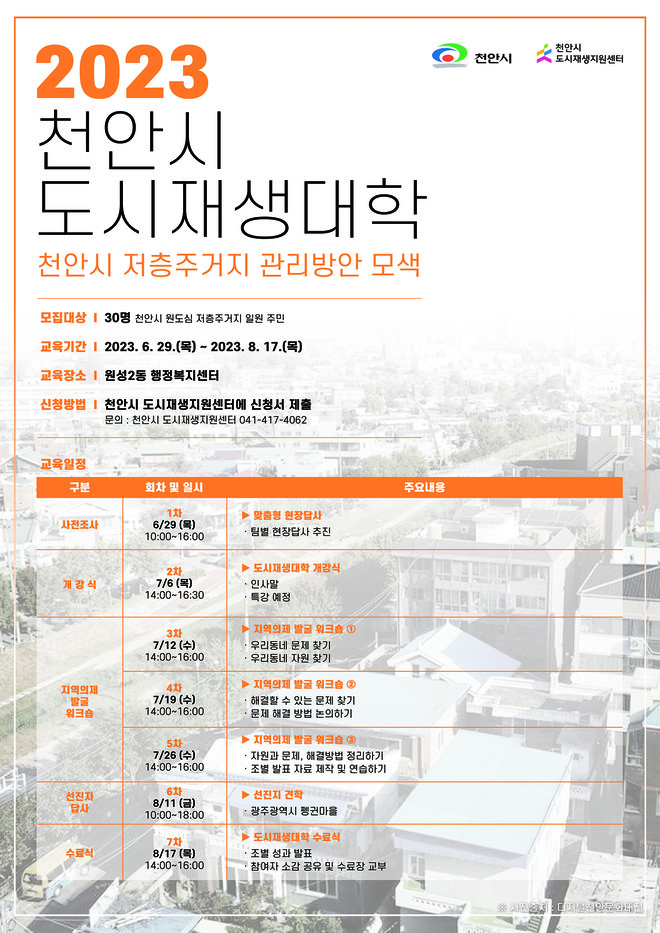 2023
천안시
천안시
도시재생지원센터
천안시
도시재생대학
천안시 저층주거지 관리방안 모색
모집대상 | 30명 천안시 원도심 저층주거지 일원 주민
교육기간 | 2023. 6. 29.(목) ~ 2023. 8. 17.(목)
교육장소 | 원성2동 행정복지센터
신청방법 | 천안시 도시재생지원센터에 신청서 제출
문의 : 천안시 도시재생지원센터 041-417-4062
교육일정
구분 회차 및 일시 주요내용
사전조사
1차
6/29 (목)
10:00~16:00
▶ 맞춤형 현장답사
· 팀별 현장답사 추진
개 강 식
2차
7/6 (목)
14:00~16:30
▶ 도시재생대학 개강식
· 인사말
· 특강 예정
지역의제
발굴
워크숍
3차
7/12 (수)
14:00~16:00
▶ 지역의제 발굴 워크숍 ①
· 우리동네 문제 찾기
· 우리동네 자원 찾기
4차
7/19 (수)
14:00~16:00
▶ 지역의제 발굴 워크숍 ②
· 해결할 수 있는 문제 찾기
· 문제 해결 방법 논의하기
5차
7/26 (수)
14:00~16:00
▶ 지역의제 발굴 워크숍 ③
· 자원과 문제, 해결방법 정리하기
· 조별 발표 자료 제작 및 연습하기
선진지
답사
6차
8/11 (금)
10:00~18:00
▶ 선진지 견학
· 광주광역시 펭귄마을
수료식
7차
8/17 (목)
14:00~16:00
▶ 도시재생대학 수료식
· 조별 성과 발표
· 참여자 소감 공유 및 수료장 교부
※ 사진출처 : 디지털천안문화대전